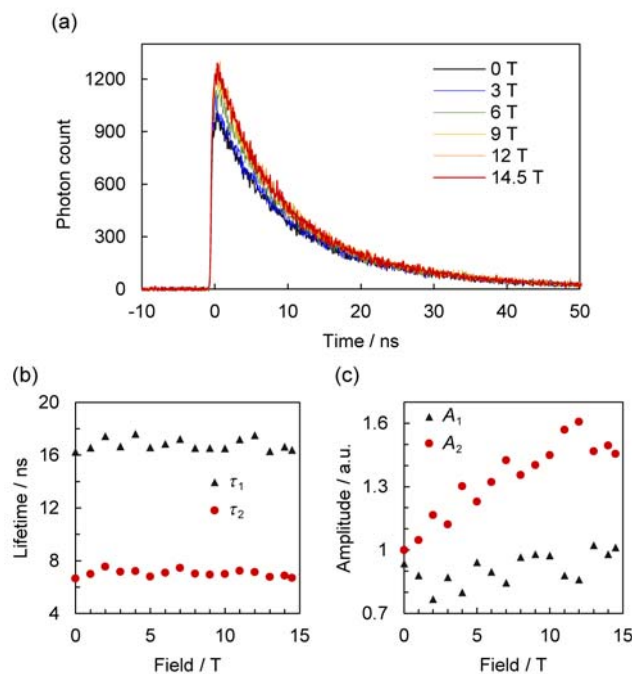 (a)
1200
900
600
300
0
Photon count
-10
0
10
20
30
40
50
Time / ns
0 T
3 T
6 T
9 T
12 T
14.5 T
(b)
20
16
12
8
4
Lifetime / ns
τ1
τ2
0
5
10
15
Field / T
(c)
1.6
1.3
1
0.7
Amplitude / a.u.
A1
A2
0
5
10
15
Field / T